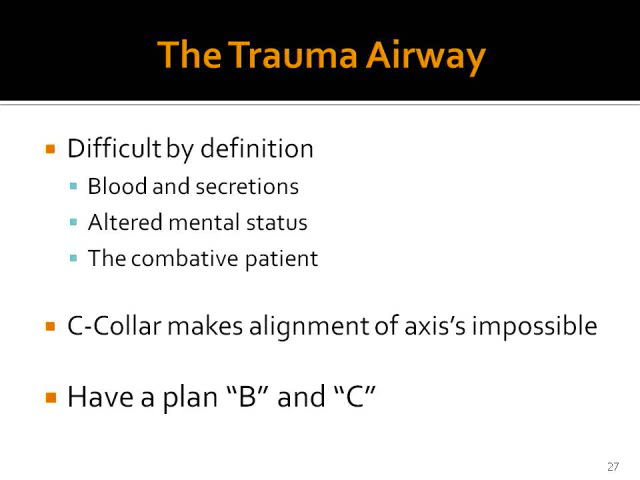 The Trauma Airway
Difficult by definition
Blood and secretions
Altered mental status
The combative patient
C-Collar makes alignment of axis's impossible
Have a plan “B” and “C”
27